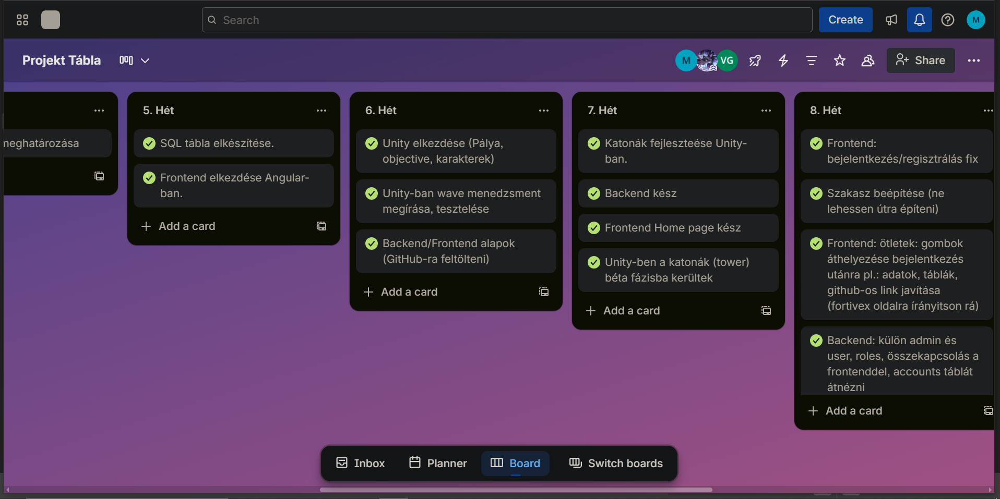 Search
Create
M
Projekt Tábla
M
VG
Share
meghatározása
5. Hét
SQL tábla elkészítése.
Frontend elkezdése Angular-
ban.
Add a card
6. Hét
Unity elkezdése (Pálya,
objective, karakterek)
Unity-ban wave menedzsment
megírása, tesztelése
Backend/Frontend alapok
(GitHub-ra feltölteni)
Add a card
7. Hét
Katonák fejleszteése Unity-
ban.
Backend kész
Frontend Home page kész
Unity-ben a katonák (tower)
béta fázisba kerültek
Add a card
8. Hét
Frontend:
bejelentkezés/regisztrálás fix
Szakasz beépítése (ne
lehessen útra építeni)
Frontend: ötletek: gombok
áthelyezése bejelentkezés
utánra pl.: adatok, táblák,
github-os link javítása
(fortivex oldalra írányitson rá)
Backend: külön admin és
user, roles, összekapcsolás a
frontenddel, accounts táblát
átnézni
Add a card
Inbox
Planner
Board
Switch boards